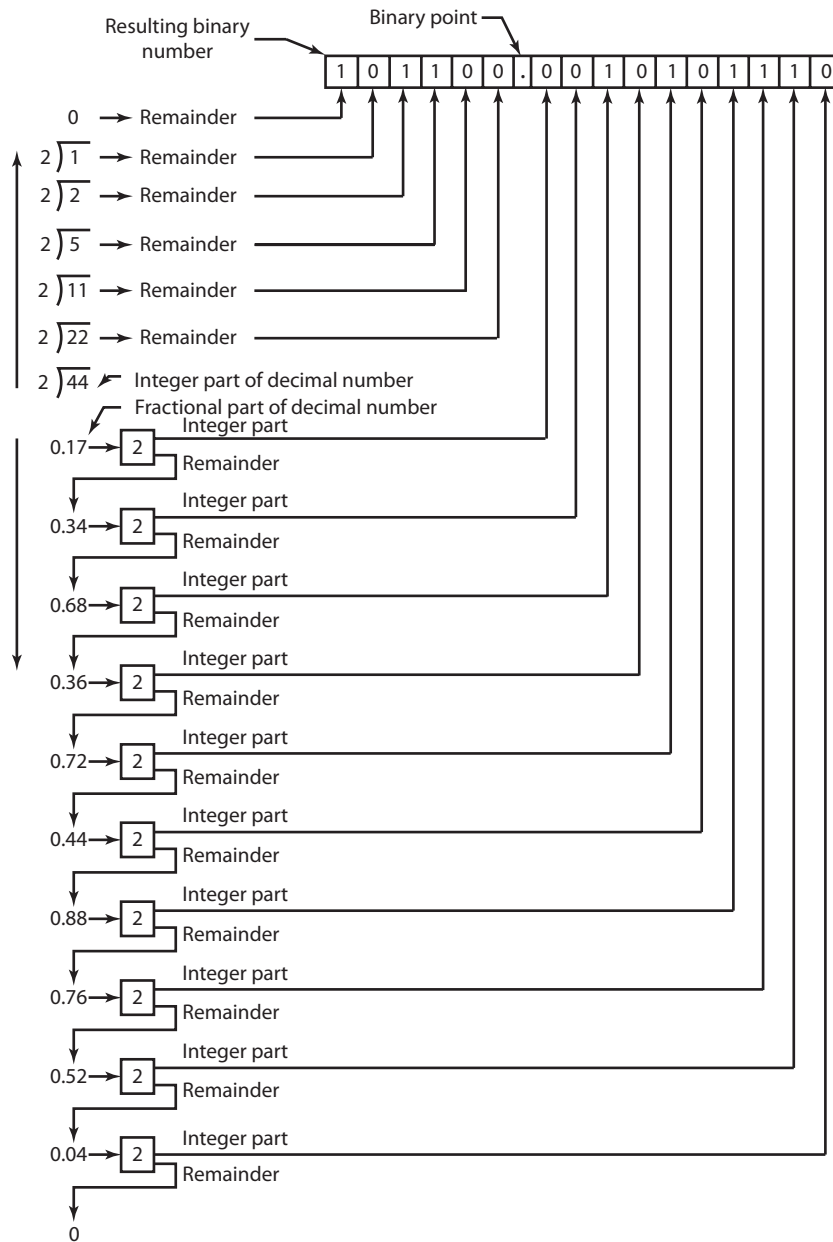 Resulting binary
number
Binary point
1 0 1 1 0 0 . 0 0 1 0 1 0 1 1 1 0
0 Remainder
2 1 Remainder
2 2 Remainder
2 5 Remainder
2 11 Remainder
2 22 Remainder
2 44 Integer part of decimal number
Fractional part of decimal number
Integer part
0.17 2
Remainder
Integer part
0.34 2
Remainder
Integer part
0.68 2
Remainder
Integer part
0.36 2
Remainder
Integer part
0.72 2
Remainder
Integer part
0.44 2
Remainder
Integer part
0.88 2
Remainder
Integer part
0.76 2
Remainder
Integer part
0.52 2
Remainder
Integer part
0.04 2
Remainder
0